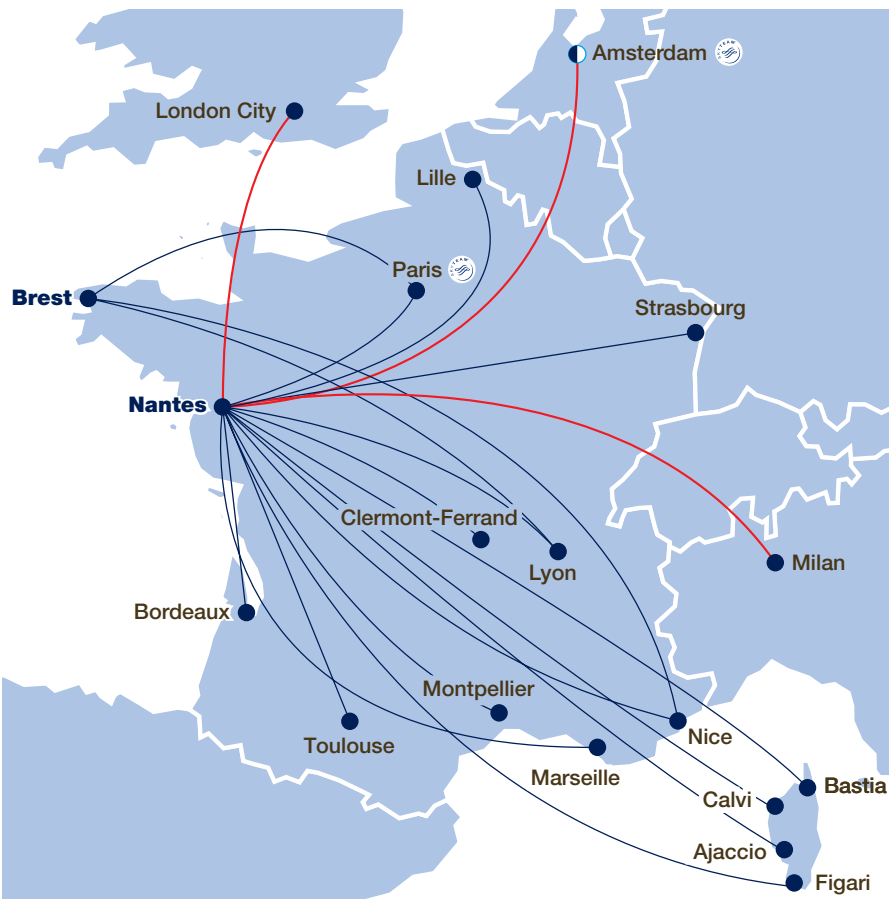 Amsterdam
London City
Lille
Paris
Brest
Strasbourg
Nantes
Clermont-Ferrand
Lyon
Milan
Bordeaux
Montpellier
Nice
Toulouse
Marseille
Bastia
Calvi
Ajaccio
Figari